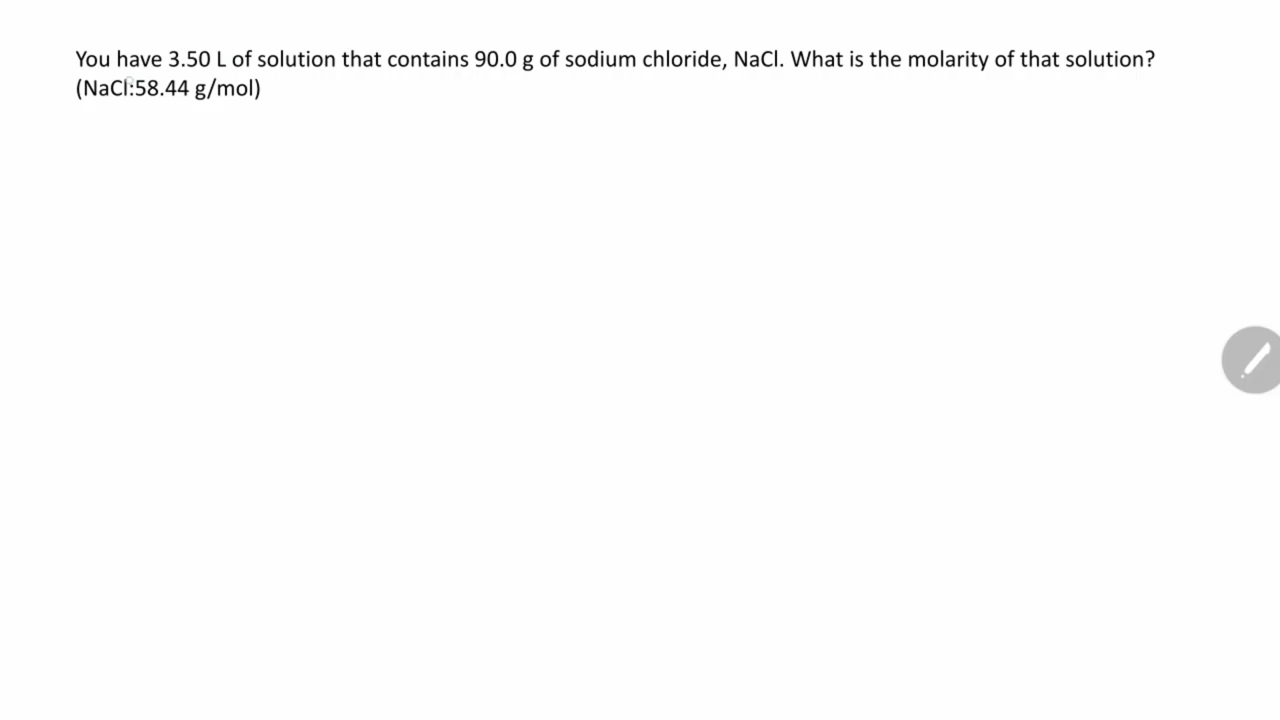 You have 3.50 L of solution that contains 90.0 g of sodium chloride, NaCl. What is the molarity of that solution?
(NaCl:58.44 g/mol)